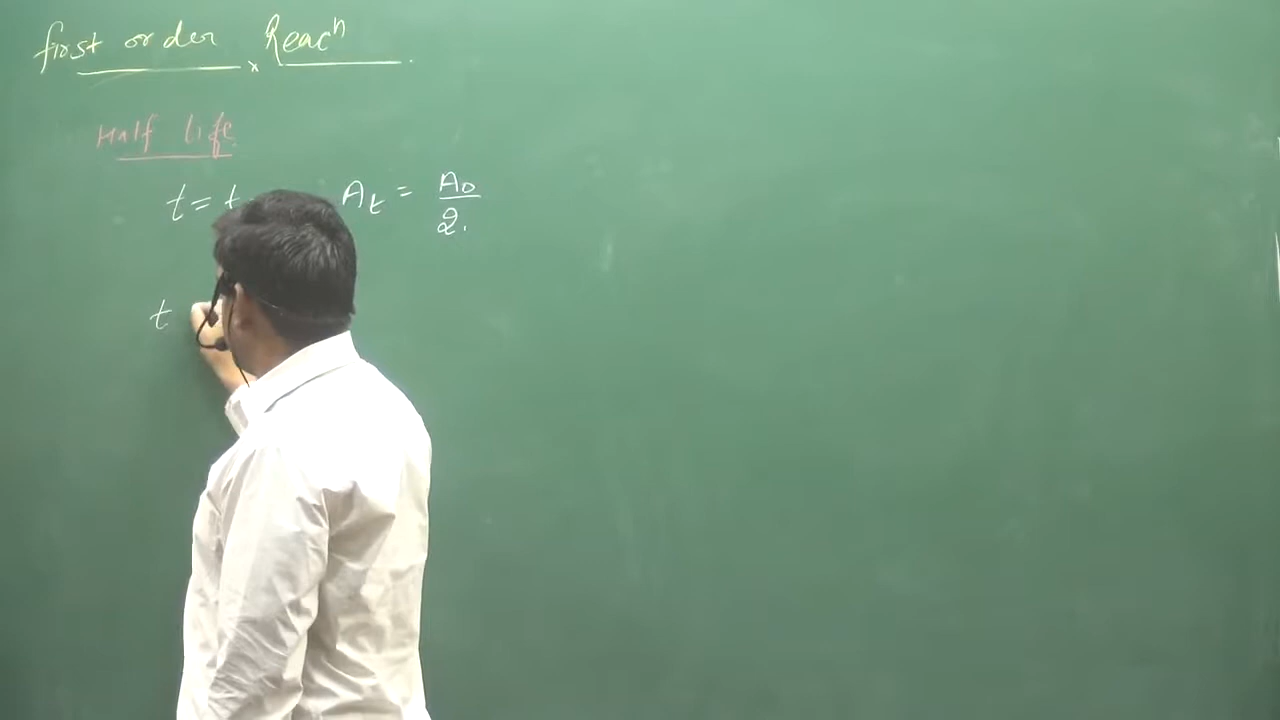 first order Reacⁿ
Half life
t = t At = A0/2
t